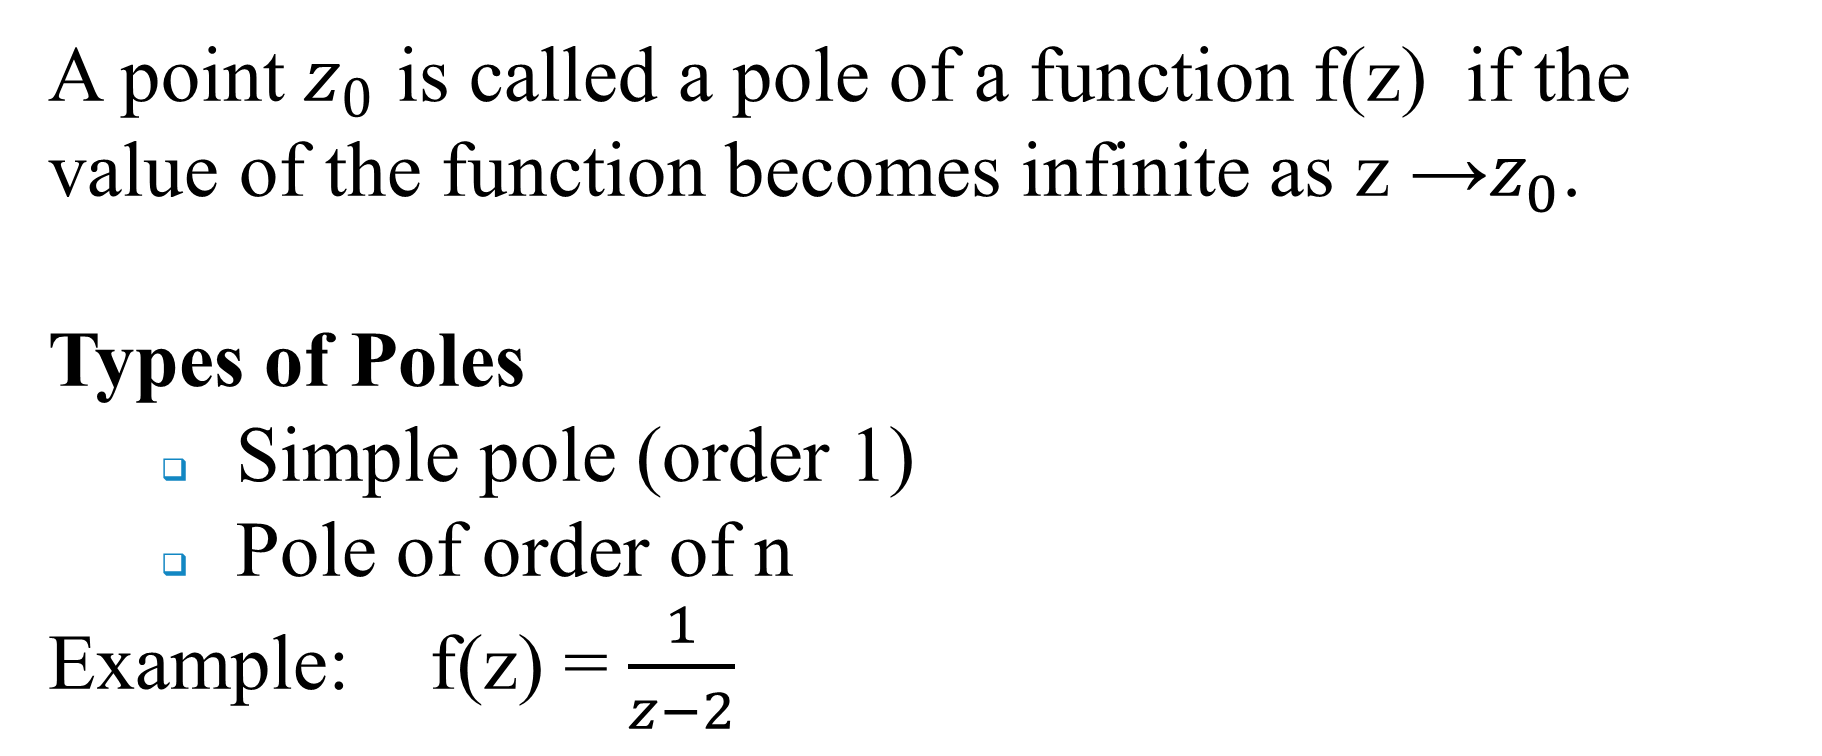 A point z₀ is called a pole of a function f(z) if the
value of the function becomes infinite as z →z₀.
Types of Poles
❑ Simple pole (order 1)
❑ Pole of order of n
Example: f(z) = 1/(z−2)